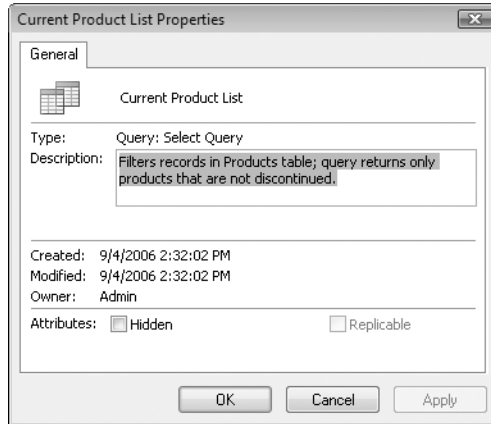 Current Product List Properties
General
Current Product List
Type: Query: Select Query
Description: Filters records in Products table; query returns only
products that are not discontinued.
Created: 9/4/2006 2:32:02 PM
Modified: 9/4/2006 2:32:02 PM
Owner: Admin
Attributes: Hidden Replicable
OK Cancel Apply